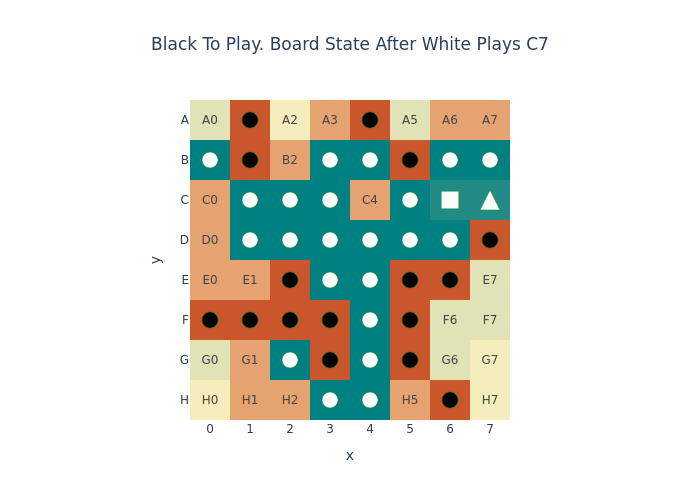 Black To Play. Board State After White Plays C7
A A0 A2 A3 A5 A6 A7
B B2
C C0 C4
D D0
E E0 E1 E7
F F6 F7
G G0 G1 G6 G7
H H0 H1 H2 H5 H7
0 1 2 3 4 5 6 7
x
y